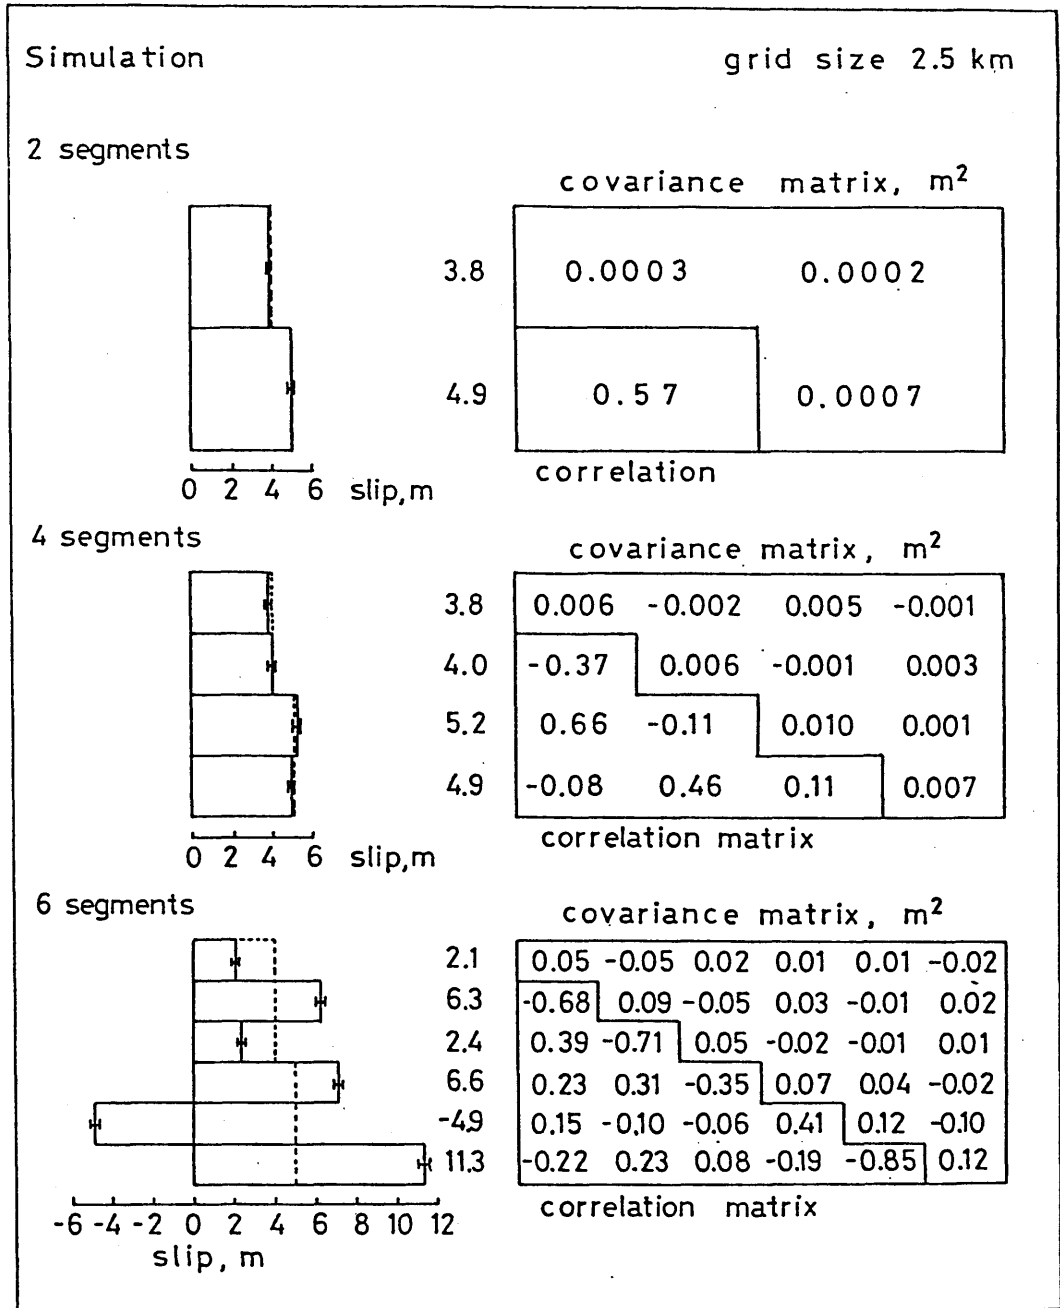 Simulation grid size 2.5 km
2 segments
covariance matrix, m²
3.8 0.0003 0.0002
4.9 0.57 0.0007
correlation
0 2 4 6 slip,m
4 segments
covariance matrix, m²
3.8 0.006 -0.002 0.005 -0.001
4.0 -0.37 0.006 -0.001 0.003
5.2 0.66 -0.11 0.010 0.001
4.9 -0.08 0.46 0.11 0.007
correlation matrix
0 2 4 6 slip,m
6 segments
covariance matrix, m²
2.1 0.05 -0.05 0.02 0.01 0.01 -0.02
6.3 -0.68 0.09 -0.05 0.03 -0.01 0.02
2.4 0.39 -0.71 0.05 -0.02 -0.01 0.01
6.6 0.23 0.31 -0.35 0.07 0.04 -0.02
-4.9 0.15 -0.10 -0.06 0.41 0.12 -0.10
11.3 -0.22 0.23 0.08 -0.19 -0.85 0.12
correlation matrix
-6 -4 -2 0 2 4 6 8 10 12
slip, m